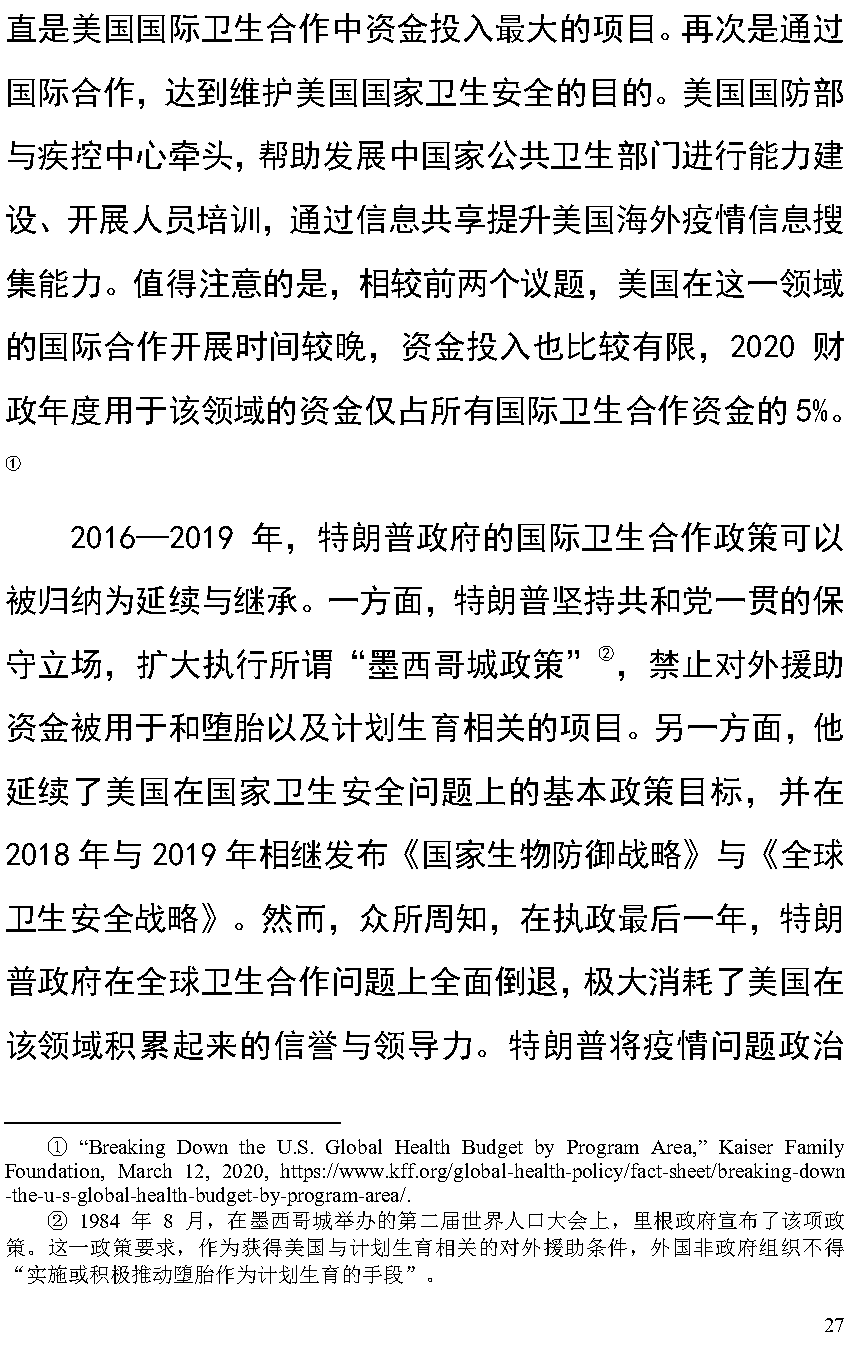 直是美国国际卫生合作中资金投入最大的项目。再次是通过
国际合作，达到维护美国国家卫生安全的目的。美国国防部
与疾控中心牵头，帮助发展中国家公共卫生部门进行能力建
设、开展人员培训，通过信息共享提升美国海外疫情信息搜
集能力。值得注意的是，相较前两个议题，美国在这一领域
的国际合作开展时间较晚，资金投入也比较有限，2020 财
政年度用于该领域的资金仅占所有国际卫生合作资金的 5%。
①
2016—2019 年，特朗普政府的国际卫生合作政策可以
被归纳为延续与继承。一方面，特朗普坚持共和党一贯的保
守立场，扩大执行所谓“墨西哥城政策”②，禁止对外援助
资金被用于和堕胎以及计划生育相关的项目。另一方面，他
延续了美国在国家卫生安全问题上的基本政策目标，并在
2018 年与 2019 年相继发布《国家生物防御战略》与《全球
卫生安全战略》。然而，众所周知，在执政最后一年，特朗
普政府在全球卫生合作问题上全面倒退，极大消耗了美国在
该领域积累起来的信誉与领导力。特朗普将疫情问题政治
① “Breaking Down the U.S. Global Health Budget by Program Area,” Kaiser Family
Foundation, March 12, 2020, https://www.kff.org/global-health-policy/fact-sheet/breaking-down
-the-u-s-global-health-budget-by-program-area/.
② 1984 年 8 月，在墨西哥城举办的第二届世界人口大会上，里根政府宣布了该项政
策。这一政策要求，作为获得美国与计划生育相关的对外援助条件，外国非政府组织不得
“实施或积极推动堕胎作为计划生育的手段”。
27